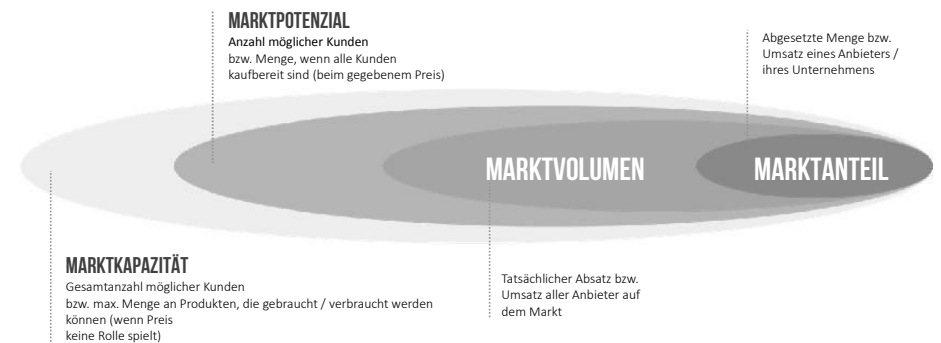 MARKTPOTENZIAL
Anzahl möglicher Kunden
bzw. Menge, wenn alle Kunden
kaufbereit sind (beim gegebenem Preis)
Abgesetzte Menge bzw.
Umsatz eines Anbieters /
ihres Unternehmens
MARKTVOLUMEN
MARKTANTEIL
MARKTKAPAZITÄT
Gesamtanzahl möglicher Kunden
bzw. max. Menge an Produkten, die gebraucht / verbraucht werden
können (wenn Preis
keine Rolle spielt)
Tatsächlicher Absatz bzw.
Umsatz aller Anbieter auf
dem Markt